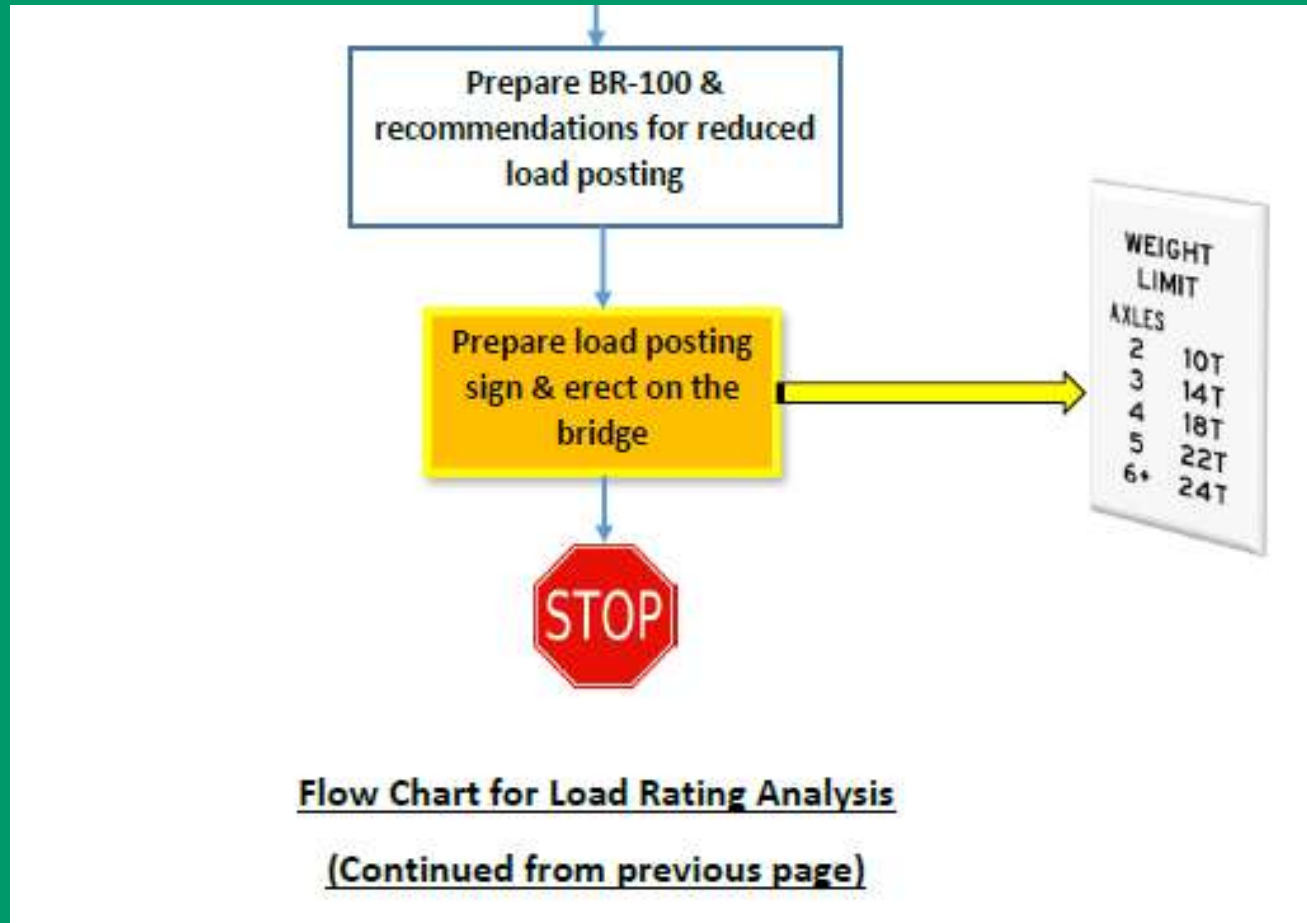 Prepare BR-100 &
recommendations for reduced
load posting
Prepare load posting
sign & erect on the
bridge
WEIGHT
LIMIT
AXLES
2 10T
3 14T
4 18T
5 22T
6+ 24T
STOP
Flow Chart for Load Rating Analysis
(Continued from previous page)